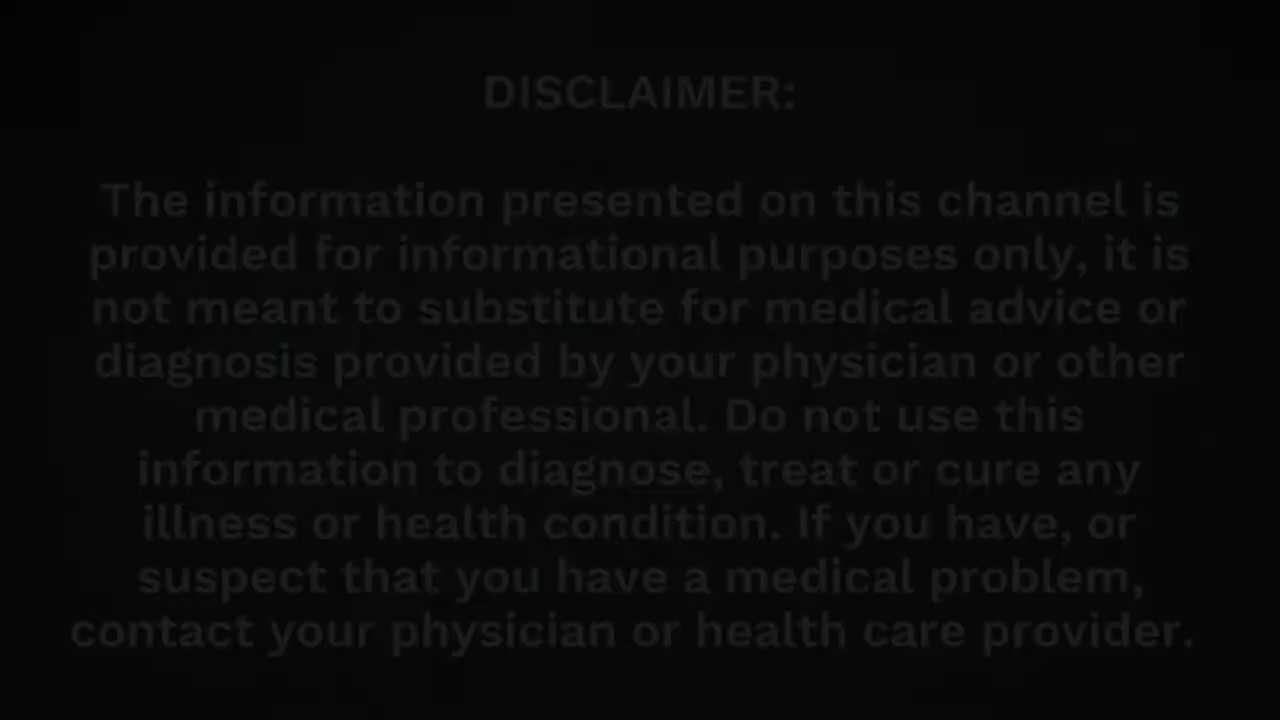 DISCLAIMER:
The information presented on this channel is
provided for informational purposes only, it is
not meant to substitute for medical advice or
diagnosis provided by your physician or other
medical professional. Do not use this
information to diagnose, treat or cure any
illness or health condition. If you have, or
suspect that you have a medical problem,
contact your physician or health care provider.